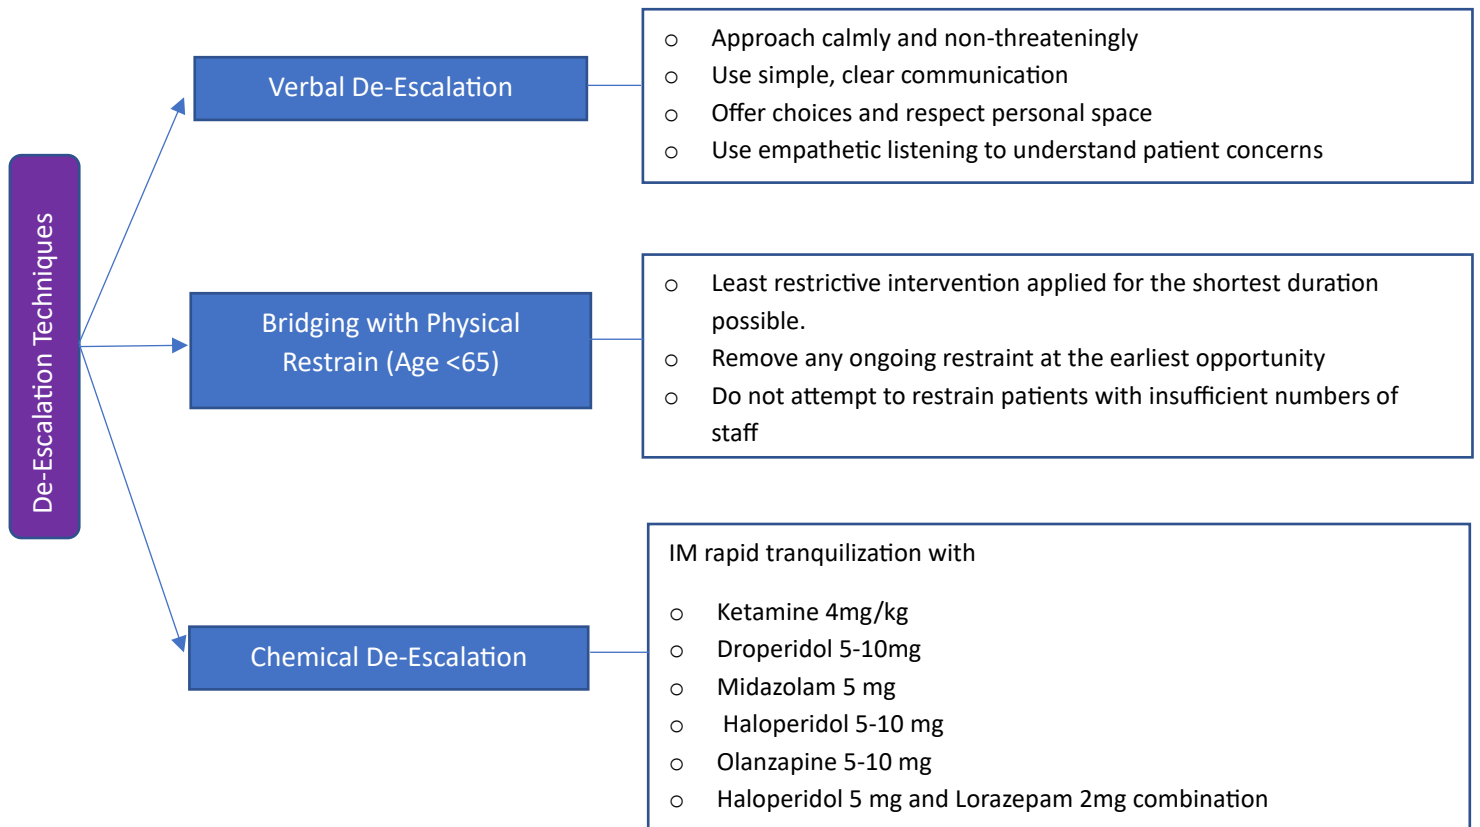 De-Escalation Techniques
Verbal De-Escalation
o Approach calmly and non-threateningly
o Use simple, clear communication
o Offer choices and respect personal space
o Use empathetic listening to understand patient concerns
Bridging with Physical
Restrain (Age <65)
o Least restrictive intervention applied for the shortest duration
possible.
o Remove any ongoing restraint at the earliest opportunity
o Do not attempt to restrain patients with insufficient numbers of
staff
Chemical De-Escalation
IM rapid tranquilization with
o Ketamine 4mg/kg
o Droperidol 5-10mg
o Midazolam 5 mg
o Haloperidol 5-10 mg
o Olanzapine 5-10 mg
o Haloperidol 5 mg and Lorazepam 2mg combination